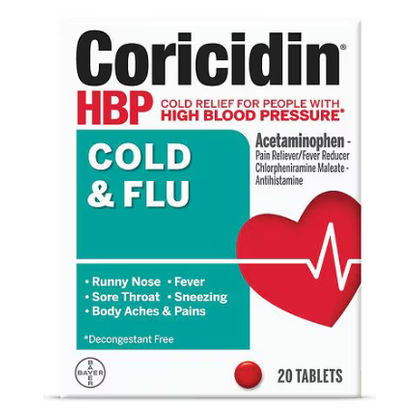 Coricidin®
HBP COLD RELIEF FOR PEOPLE WITH
HIGH BLOOD PRESSURE*
COLD
& FLU
Acetaminophen -
Pain Reliever/Fever Reducer
Chlorpheniramine Maleate -
Antihistamine
• Runny Nose • Fever
• Sore Throat • Sneezing
• Body Aches & Pains
*Decongestant Free
BAYER
BAYER
20 TABLETS